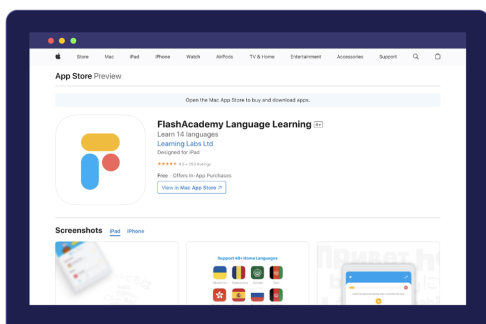 Store Mac iPad iPhone Watch AirPods TV & Home Entertainment Accessories Support
App Store Preview
Open the Mac App Store to buy and download apps.
FlashAcademy Language Learning 4+
Learn 14 languages
Learning Labs Ltd
Designed for iPad
★★★★★
Free · Offers In-App Purchases
View in Mac App Store ↗
Screenshots iPad iPhone
Support 48+ Home Languages